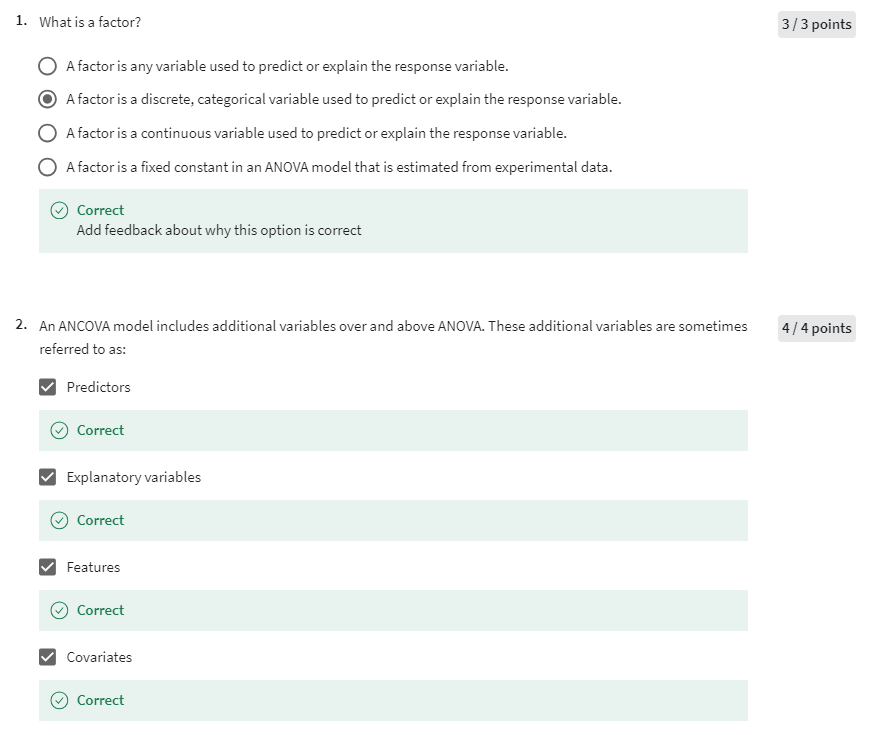 1. What is a factor? 3 / 3 points
A factor is any variable used to predict or explain the response variable.
A factor is a discrete, categorical variable used to predict or explain the response variable.
A factor is a continuous variable used to predict or explain the response variable.
A factor is a fixed constant in an ANOVA model that is estimated from experimental data.
Correct
Add feedback about why this option is correct
2. An ANCOVA model includes additional variables over and above ANOVA. These additional variables are sometimes 4 / 4 points
referred to as:
Predictors
Correct
Explanatory variables
Correct
Features
Correct
Covariates
Correct